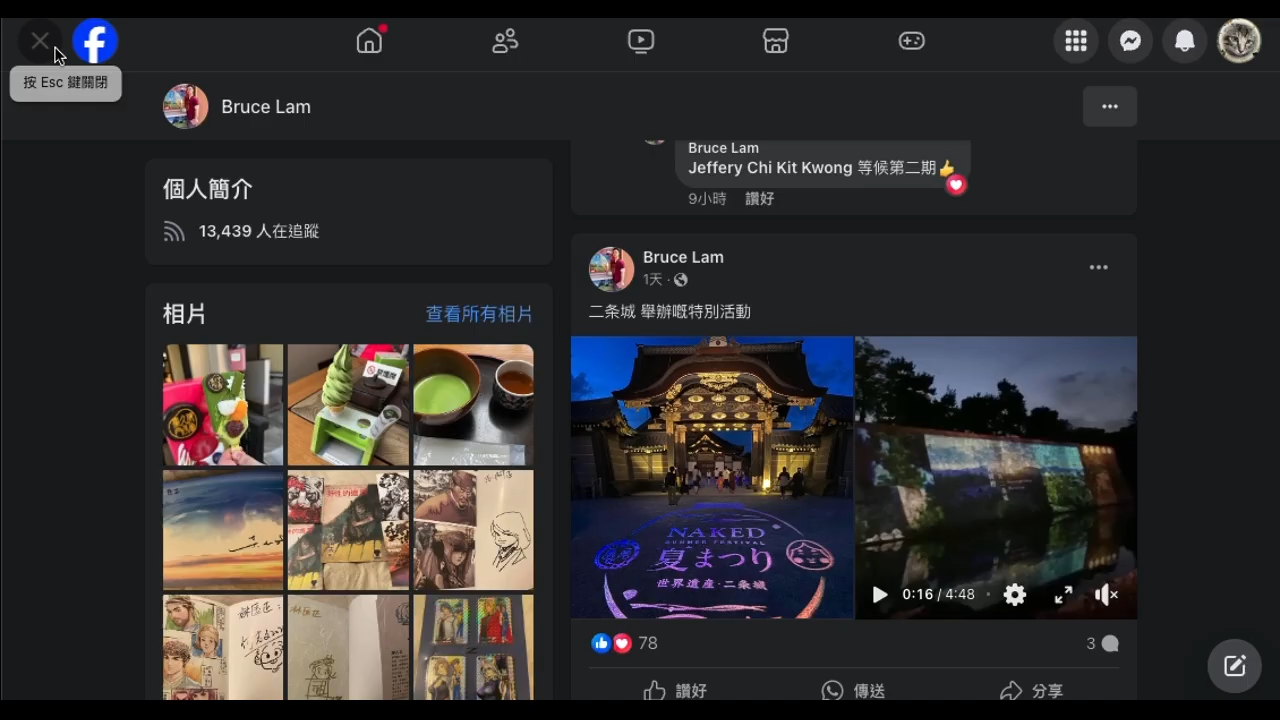 按 Esc 鍵關閉
Bruce Lam
Bruce Lam
Jeffery Chi Kit Kwong 等候第二期👍
9小時 讚好
個人簡介
13,439 人在追蹤
相片
查看所有相片
Bruce Lam
1天 ·
二条城 舉辦嘅特別活動
NAKED
SUMMER FESTIVAL
夏まつり
世界遺産・二条城
0:16 / 4:48
78
3
讚好
傳送
分享